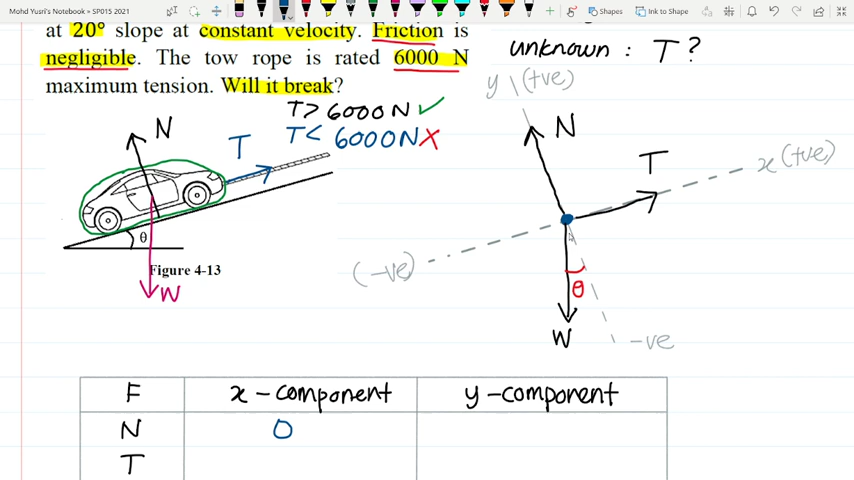 Mohd Yusri's Notebook » SP015 2021
Shapes
Ink to Shape
at 20° slope at constant velocity. Friction is
negligible. The tow rope is rated 6000 N
maximum tension. Will it break?
unknown : T?
T > 6000N ✓
T < 6000N X
N
T
θ
W
Figure 4-13
y (+ve)
N
T
x (+ve)
(-ve)
θ
W
-ve
F x-component y-component
N 0
T